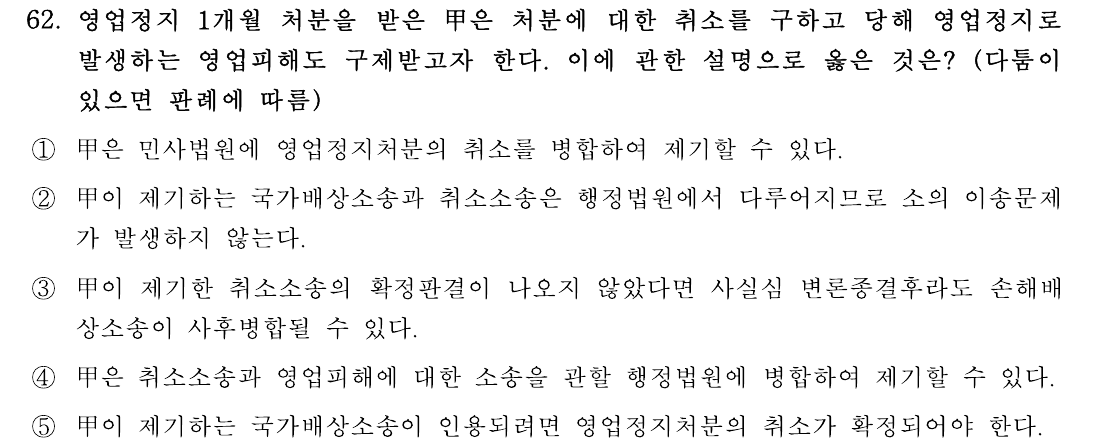 62. 영업정지 1개월 처분을 받은 甲은 처분에 대한 취소를 구하고 당해 영업정지로
발생하는 영업피해도 구제받고자 한다. 이에 관한 설명으로 옳은 것은? (다툼이
있으면 판례에 따름)
① 甲은 민사법원에 영업정지처분의 취소를 병합하여 제기할 수 있다.
② 甲이 제기하는 국가배상소송과 취소소송은 행정법원에서 다루어지므로 소의 이송문제
가 발생하지 않는다.
③ 甲이 제기한 취소소송의 확정판결이 나오지 않았다면 사실심 변론종결후라도 손해배
상소송이 사후병합될 수 있다.
④ 甲은 취소소송과 영업피해에 대한 소송을 관할 행정법원에 병합하여 제기할 수 있다.
⑤ 甲이 제기하는 국가배상소송이 인용되려면 영업정지처분의 취소가 확정되어야 한다.